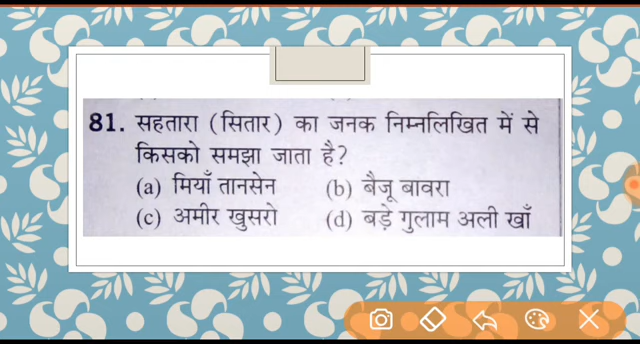 81. सहतारा (सितार) का जनक निम्नलिखित में से
किसको समझा जाता है?
(a) मियाँ तानसेन (b) बैजू बावरा
(c) अमीर खुसरो (d) बड़े गुलाम अली खाँ